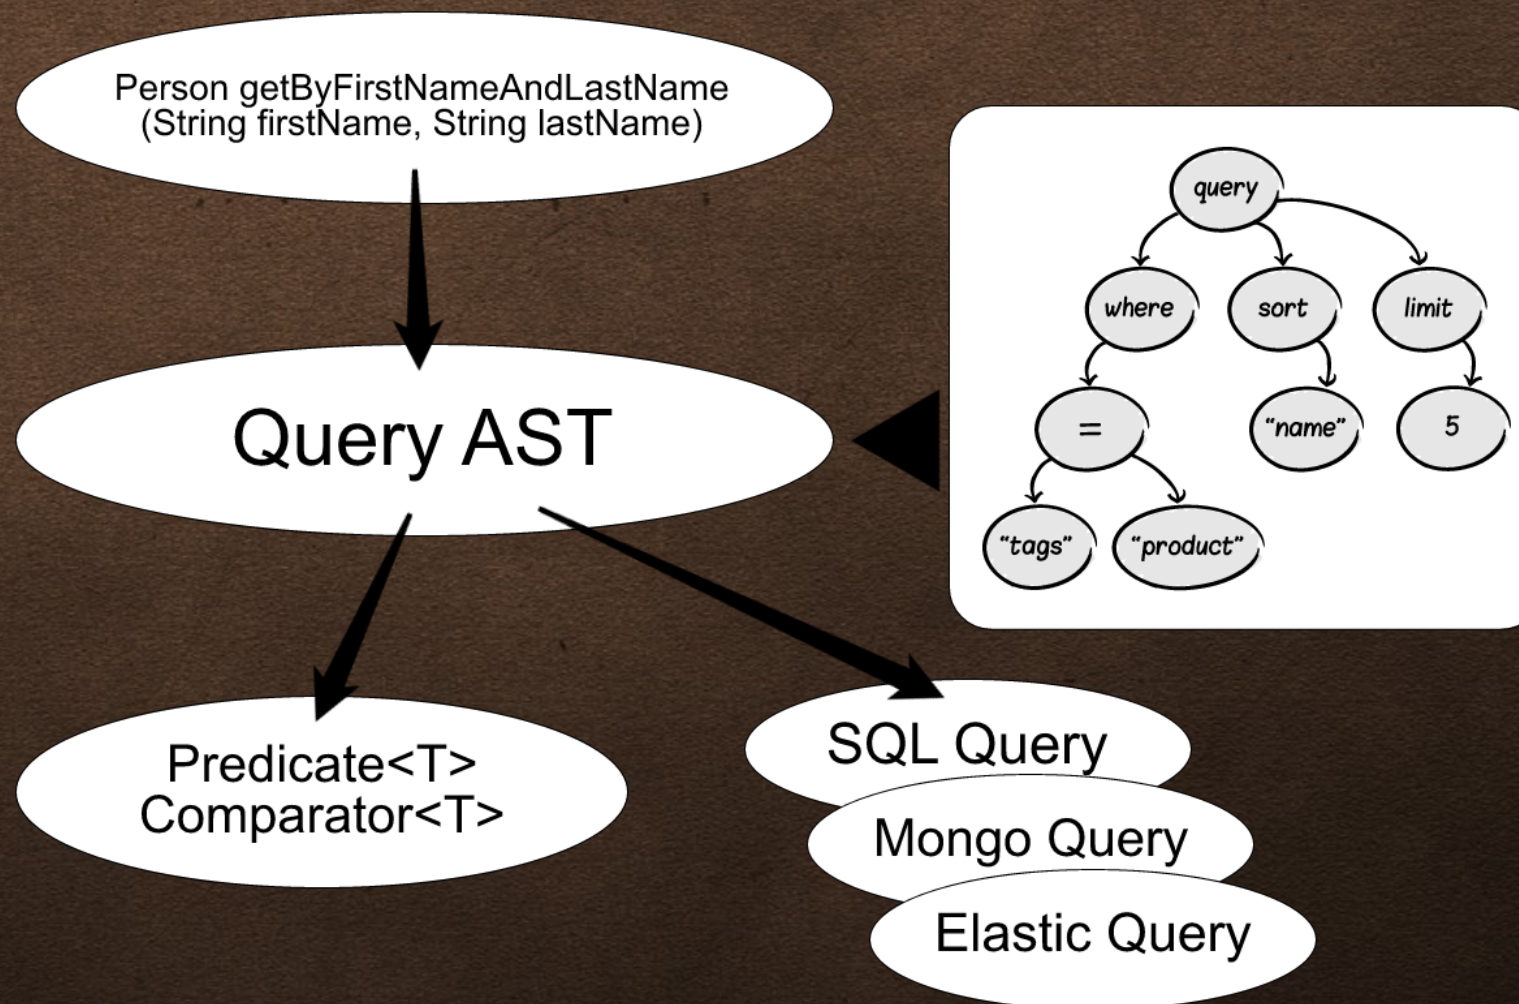 Person getByFirstNameAndLastName
(String firstName, String lastName)
query
where
sort
limit
Query AST
=
“name”
5
“tags”
“product”
Predicate<T>
Comparator<T>
SQL Query
Mongo Query
Elastic Query